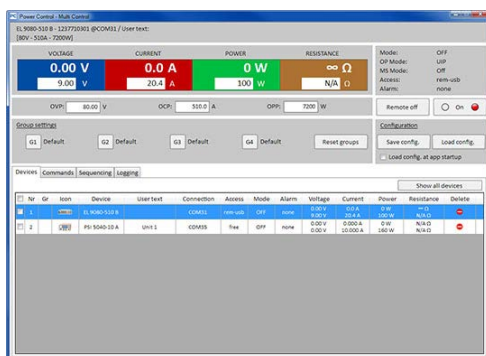 Power Control - Multi Control
EL 9080-510 B - 1237710301 @COM31 / User text:
[80V - 510A - 7200W]
VOLTAGE CURRENT POWER RESISTANCE
0.00 V 0.0 A 0 W ∞ Ω
9.00 V 20.4 A 100 W N/A Ω
Mode: OFF
OP Mode: UIP
MS Mode: Off
Access: rem-usb
Alarm: none
OVP: 80.00 V OCP: 510.0 A OPP: 7200 W
Remote off On
Group settings
G1 Default G2 Default G3 Default G4 Default Reset groups
Configuration
Save config. Load config.
Load config. at app startup
Devices Commands Sequencing Logging
Show all devices
Nr Gr Icon Device User text Connection Access Mode Alarm Voltage Current Power Resistance Delete
1 EL 9080-510 B COM31 rem-usb OFF none 0.00 V 0.0 A 0 W ∞ Ω
9.00 V 20.4 A 100 W N/A Ω
2 PSI 5040-10 A Unit 1 COM35 free OFF none 0.00 V 0.000 A 0 W N/A Ω
0.00 V 10.000 A 160 W N/A Ω